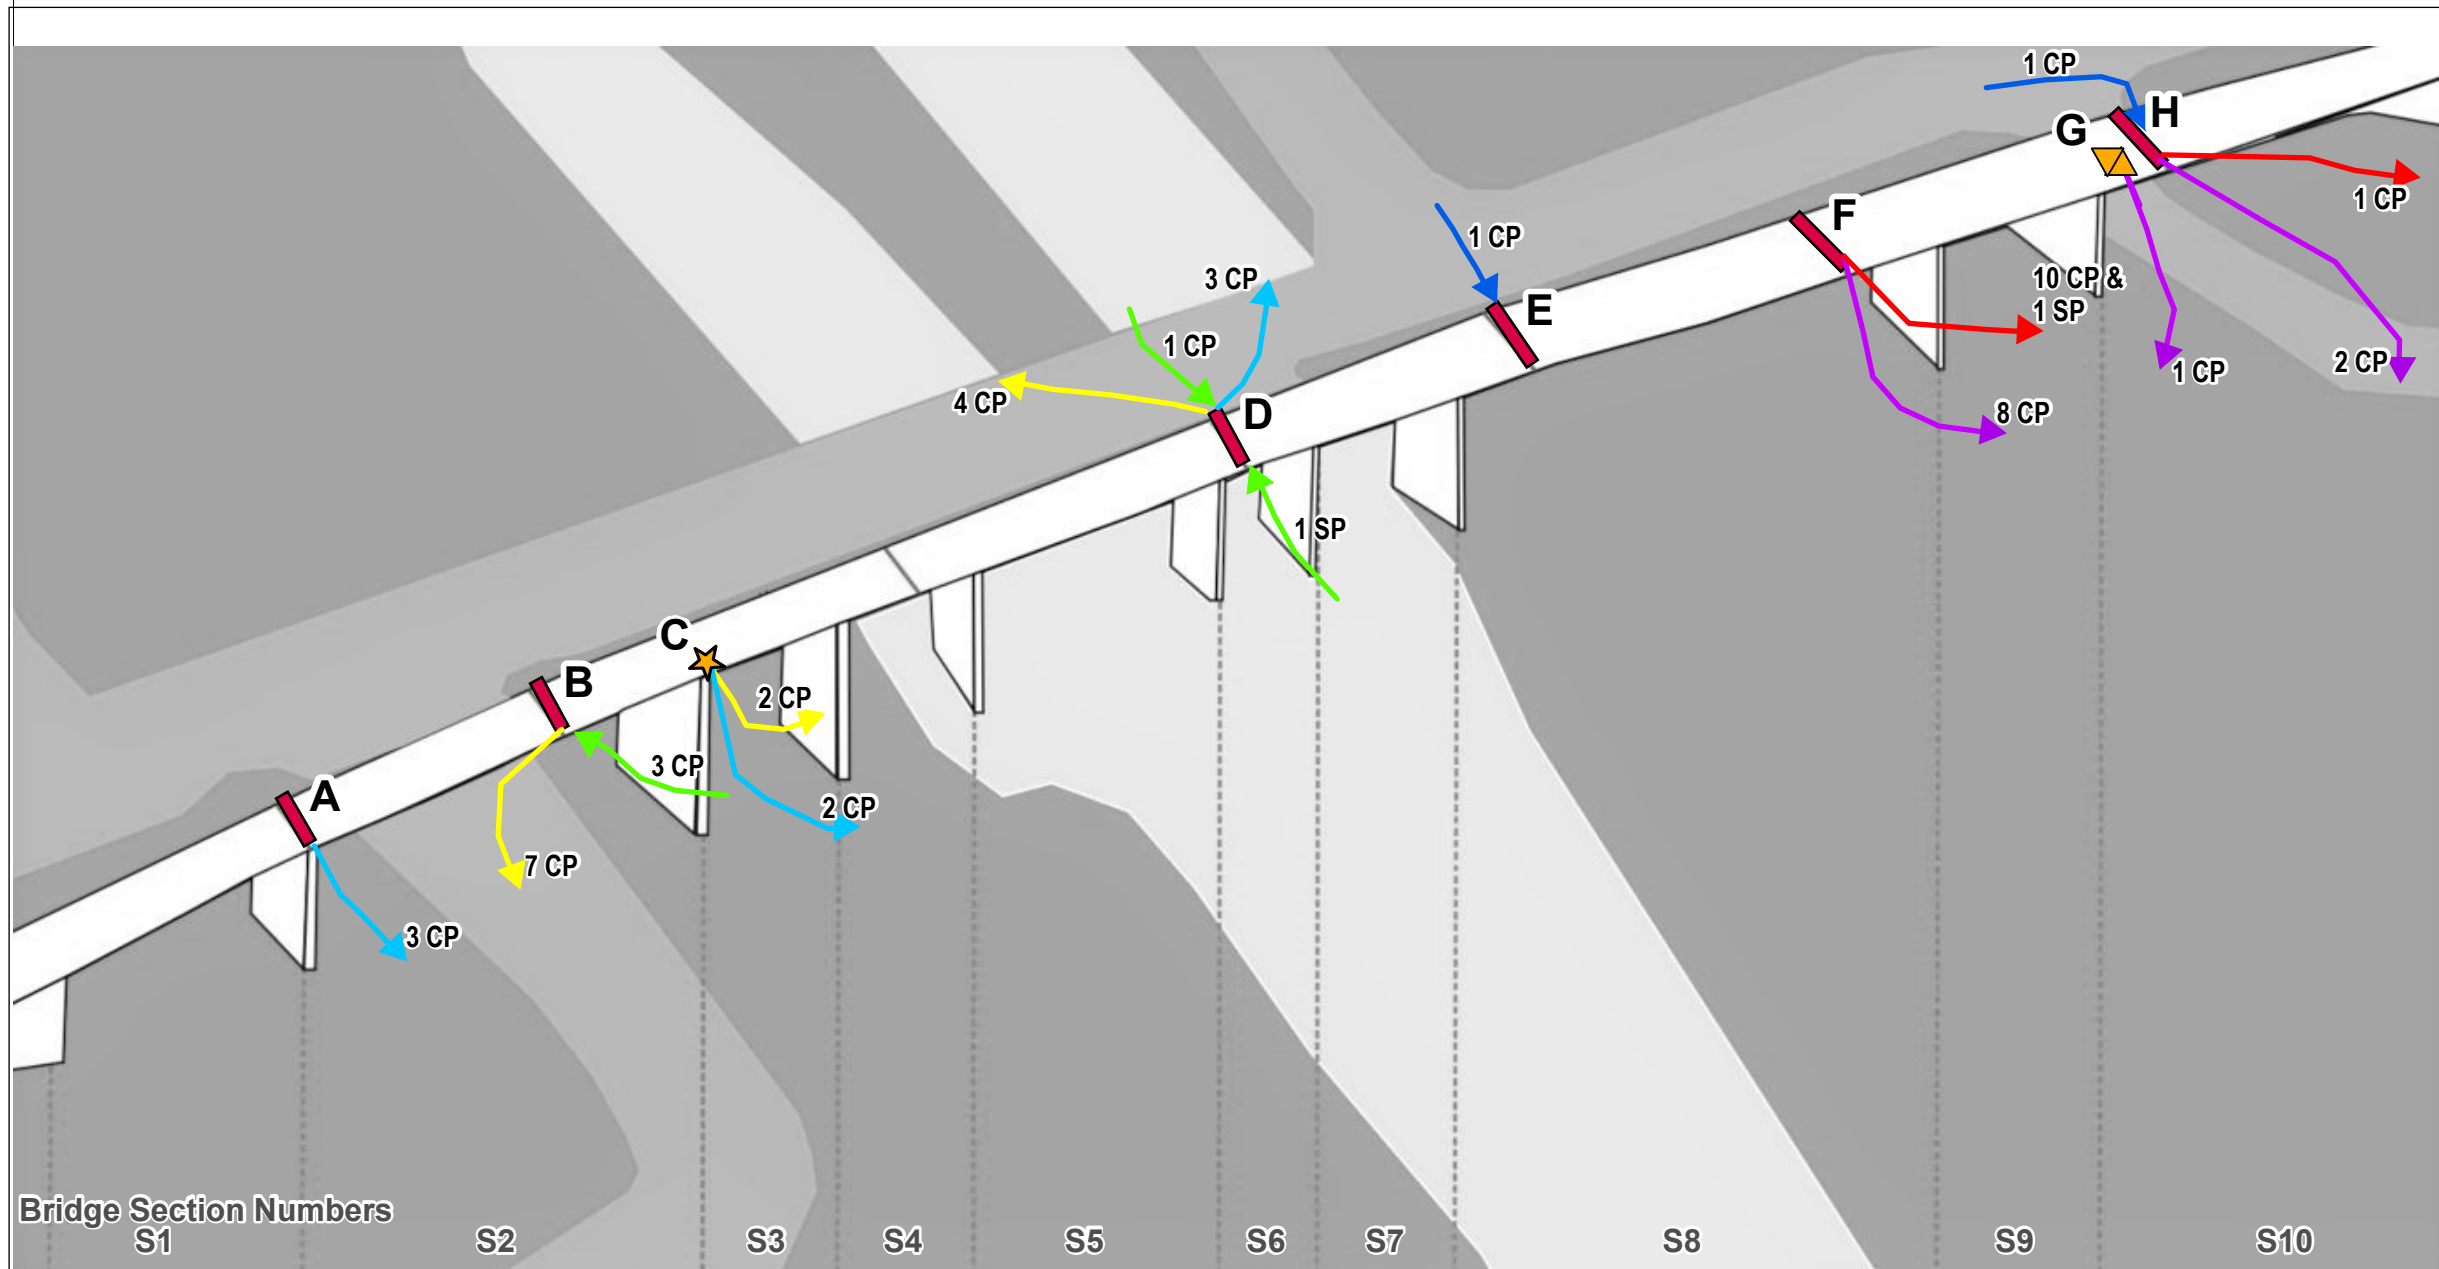 1 CP
H
G
1 CP
F
1 CP
3 CP
10 CP &
1 SP
E
1 CP
2 CP
1 CP
4 CP
D
8 CP
1 SP
C
B
2 CP
3 CP
A
2 CP
7 CP
3 CP
Bridge Section Numbers
S1 S2 S3 S4 S5 S6 S7 S8 S9 S10